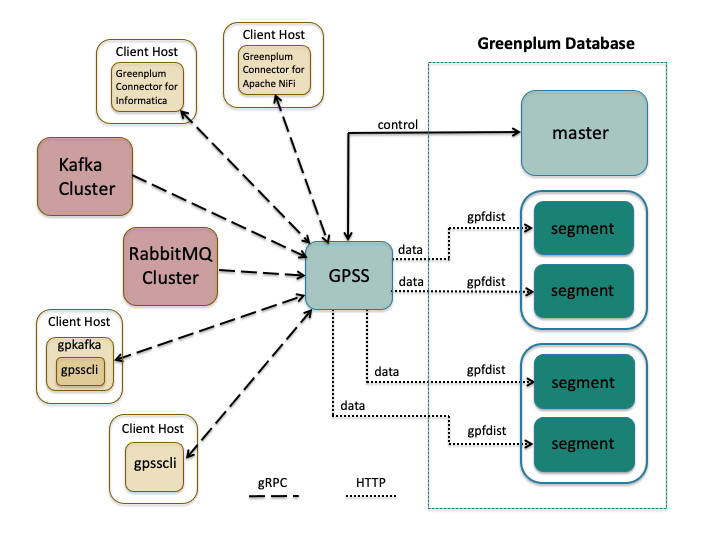 Greenplum Database
Client Host
Greenplum
Connector for
Informatica
Client Host
Greenplum
Connector for
Apache NiFi
control
master
Kafka
Cluster
RabbitMQ
Cluster
GPSS
data
gpfdist
segment
data
gpfdist
segment
Client Host
gpkafka
gpsscli
data
gpfdist
segment
data
gpfdist
segment
Client Host
gpsscli
gRPC
HTTP